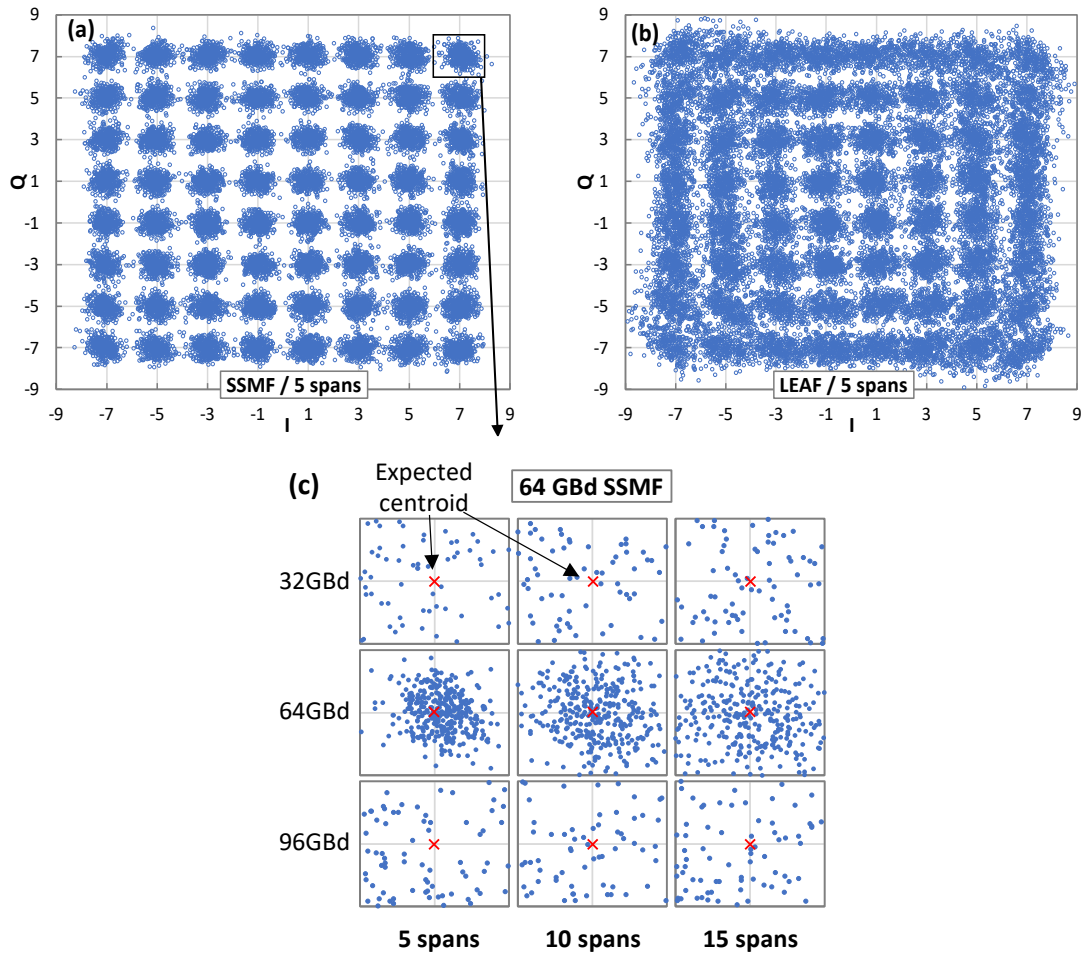 (a)
9
7
5
3
1
-1
-3
-5
-7
-9
Q
SSMF / 5 spans
-9 -7 -5 -3 -1 1 3 5 7 9
I
(b)
9
7
5
3
1
-1
-3
-5
-7
-9
Q
LEAF / 5 spans
-9 -7 -5 -3 -1 1 3 5 7 9
I
(c)
Expected
centroid
64 GBd SSMF
32GBd
64GBd
96GBd
5 spans 10 spans 15 spans